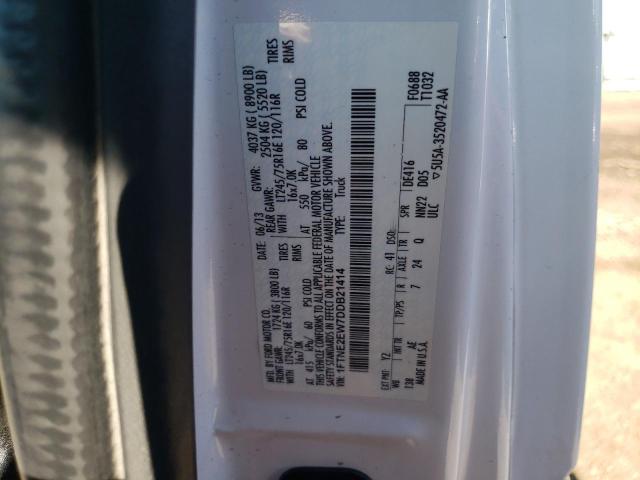 MFD. BY FORD MOTOR CO.
DATE: 06/13 GVWR: 4037 KG ( 8900 LB)
FRONT GAWR: 1724 KG ( 3800 LB) REAR GAWR: 2504 KG ( 5520 LB)
WITH LT245/75R16E 120/116R TIRES WITH LT245/75R16E 120/116R TIRES
16x7.0K RIMS 16x7.0K RIMS
AT 415 kPa/ 60 PSI COLD AT 550 kPa/ 80 PSI COLD
THIS VEHICLE CONFORMS TO ALL APPLICABLE FEDERAL MOTOR VEHICLE
SAFETY STANDARDS IN EFFECT ON THE DATE OF MANUFACTURE SHOWN ABOVE.
VIN: 1FTNE2EW7DDB21414 Truck
F0688
T1032
EXT PNT: Y2 RC: 41 DSO:
WB INT TR TP/PS R AXLE TR SPR DE416
138 AE 7 24 Q NN22 D05
MADE IN U.S.A. ULC ▽5U5A-3520472-AA